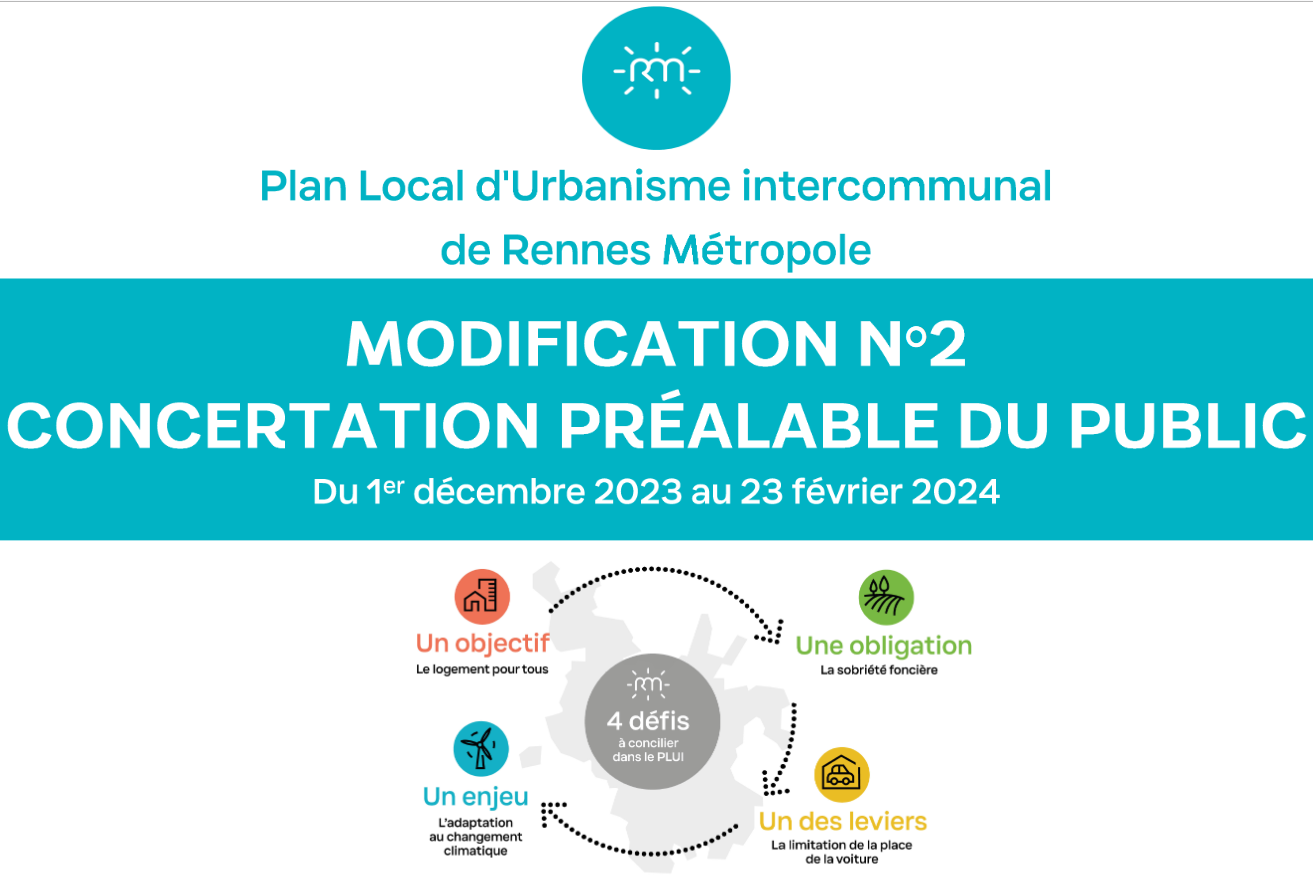 RM
Plan Local d'Urbanisme intercommunal
de Rennes Métropole
MODIFICATION N°2
CONCERTATION PRÉALABLE DU PUBLIC
Du 1er décembre 2023 au 23 février 2024
Un objectif
Le logement pour tous
Une obligation
La sobriété foncière
RM
4 défis
à concilier
dans le PLUI
Un enjeu
L'adaptation
au changement
climatique
Un des leviers
La limitation de la place
de la voiture